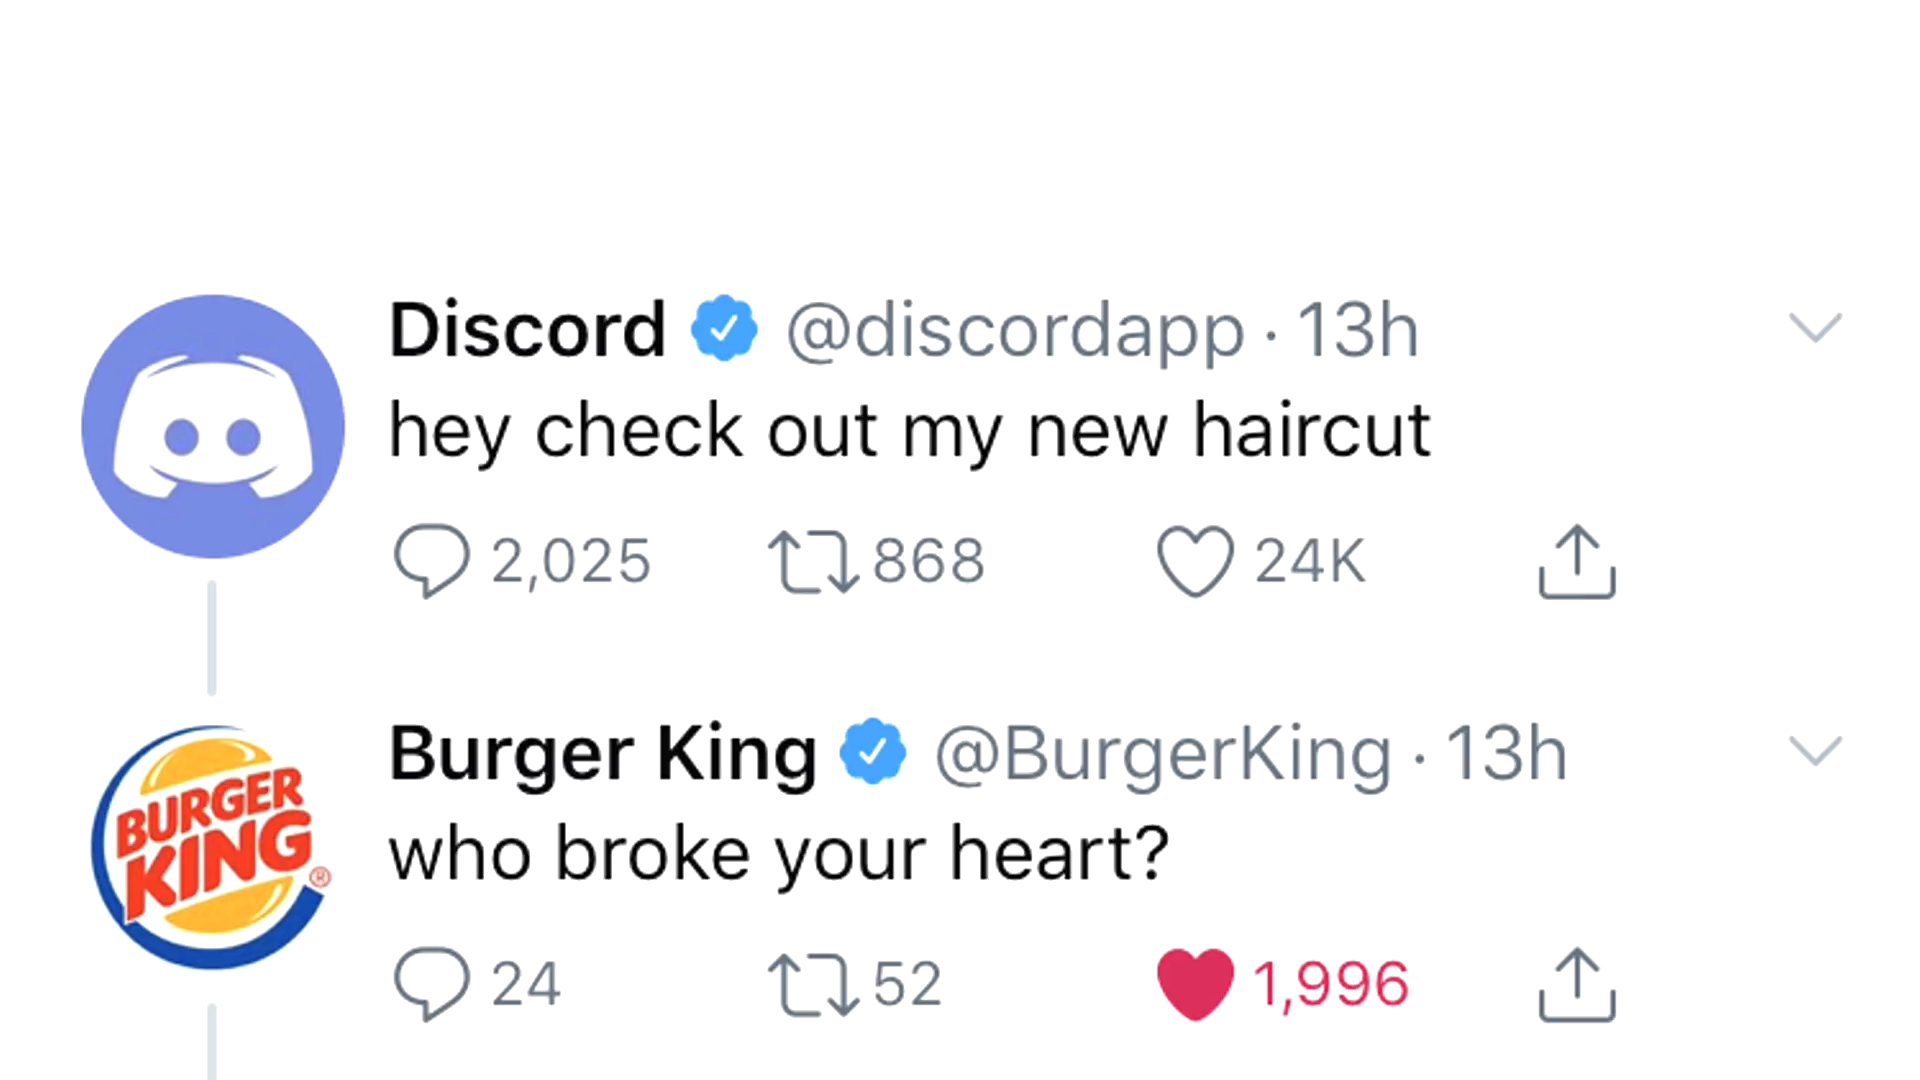 Discord @discordapp · 13h
hey check out my new haircut
2,025 868 24K
BURGER
KING®
Burger King @BurgerKing · 13h
who broke your heart?
24 52 1,996